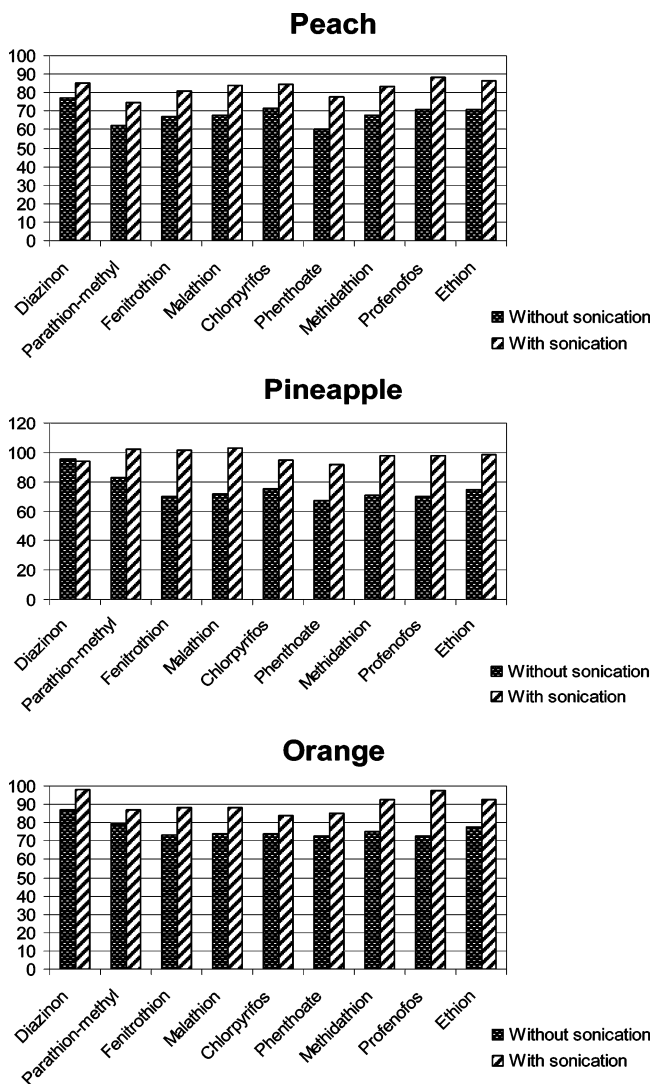 Peach
100
90
80
70
60
50
40
30
20
10
0
Diazinon
Parathion-methyl
Fenitrothion
Malathion
Chlorpyrifos
Phenthoate
Methidathion
Profenofos
Ethion
Without sonication
With sonication
Pineapple
120
100
80
60
40
20
0
Diazinon
Parathion-methyl
Fenitrothion
Malathion
Chlorpyrifos
Phenthoate
Methidathion
Profenofos
Ethion
Without sonication
With sonication
Orange
100
90
80
70
60
50
40
30
20
10
0
Diazinon
Parathion-methyl
Fenitrothion
Malathion
Chlorpyrifos
Phenthoate
Methidathion
Profenofos
Ethion
Without sonication
With sonication